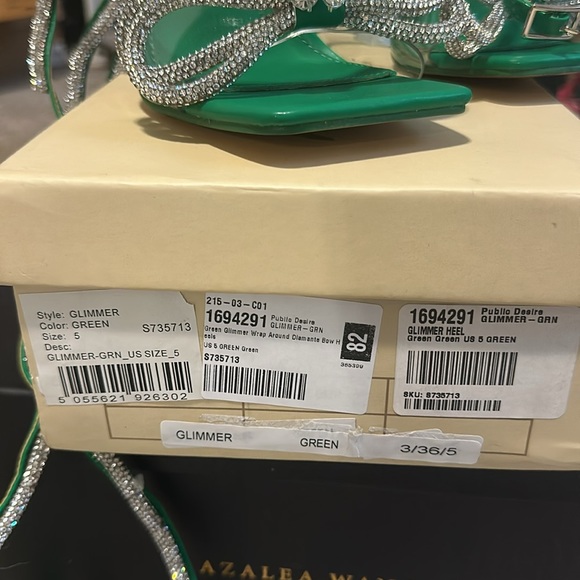 Style: GLIMMER
Color: GREEN
Size: 5
S735713
Desc:
GLIMMER-GRN_US SIZE_5
5 055621 926302
215-03-C01
1694291 Public Desire
GLIMMER-GRN
Green Glimmer Wrap Around Diamante Bow H
eels
US 5 GREEN Green
S735713
82
1694291 Public Desire
GLIMMER-GRN
GLIMMER HEEL
Green Green US 5 GREEN
SKU: S735713
GLIMMER GREEN 3/36/5
AZALEA WAN